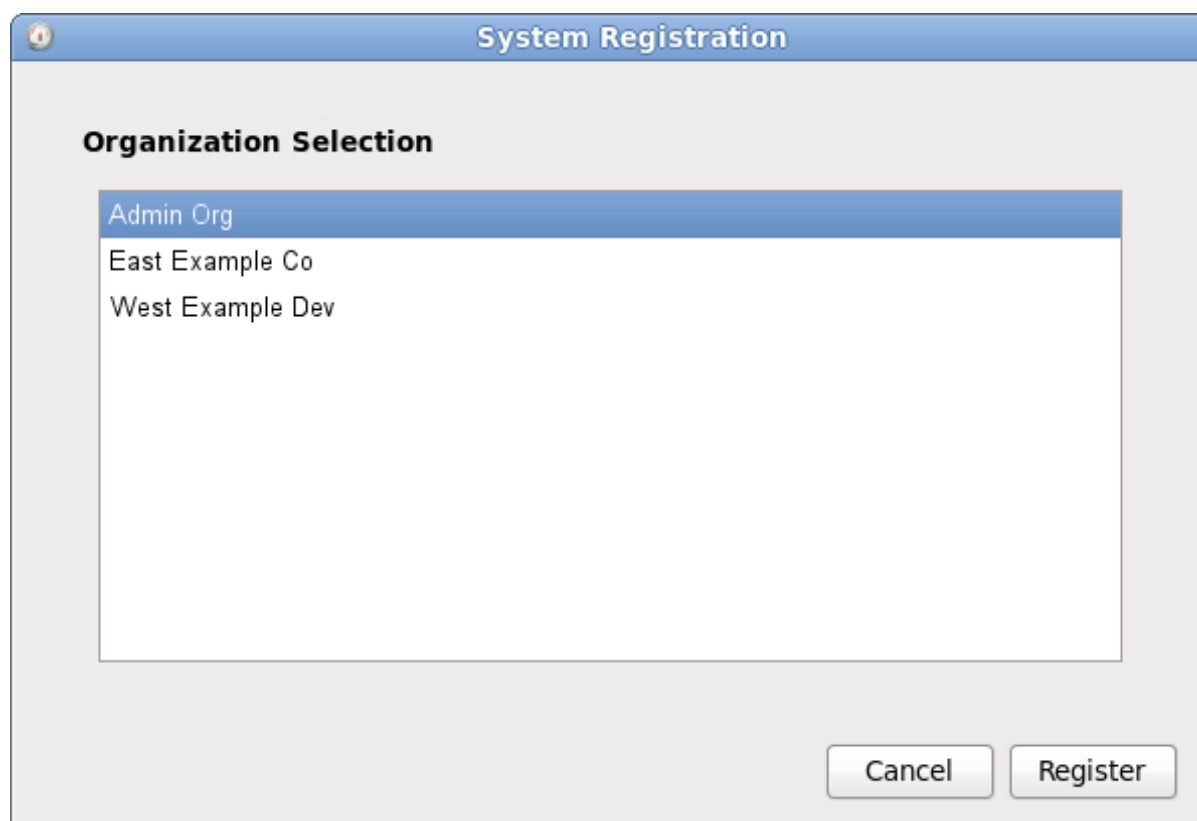 System Registration
Organization Selection
Admin Org
East Example Co
West Example Dev
Cancel Register